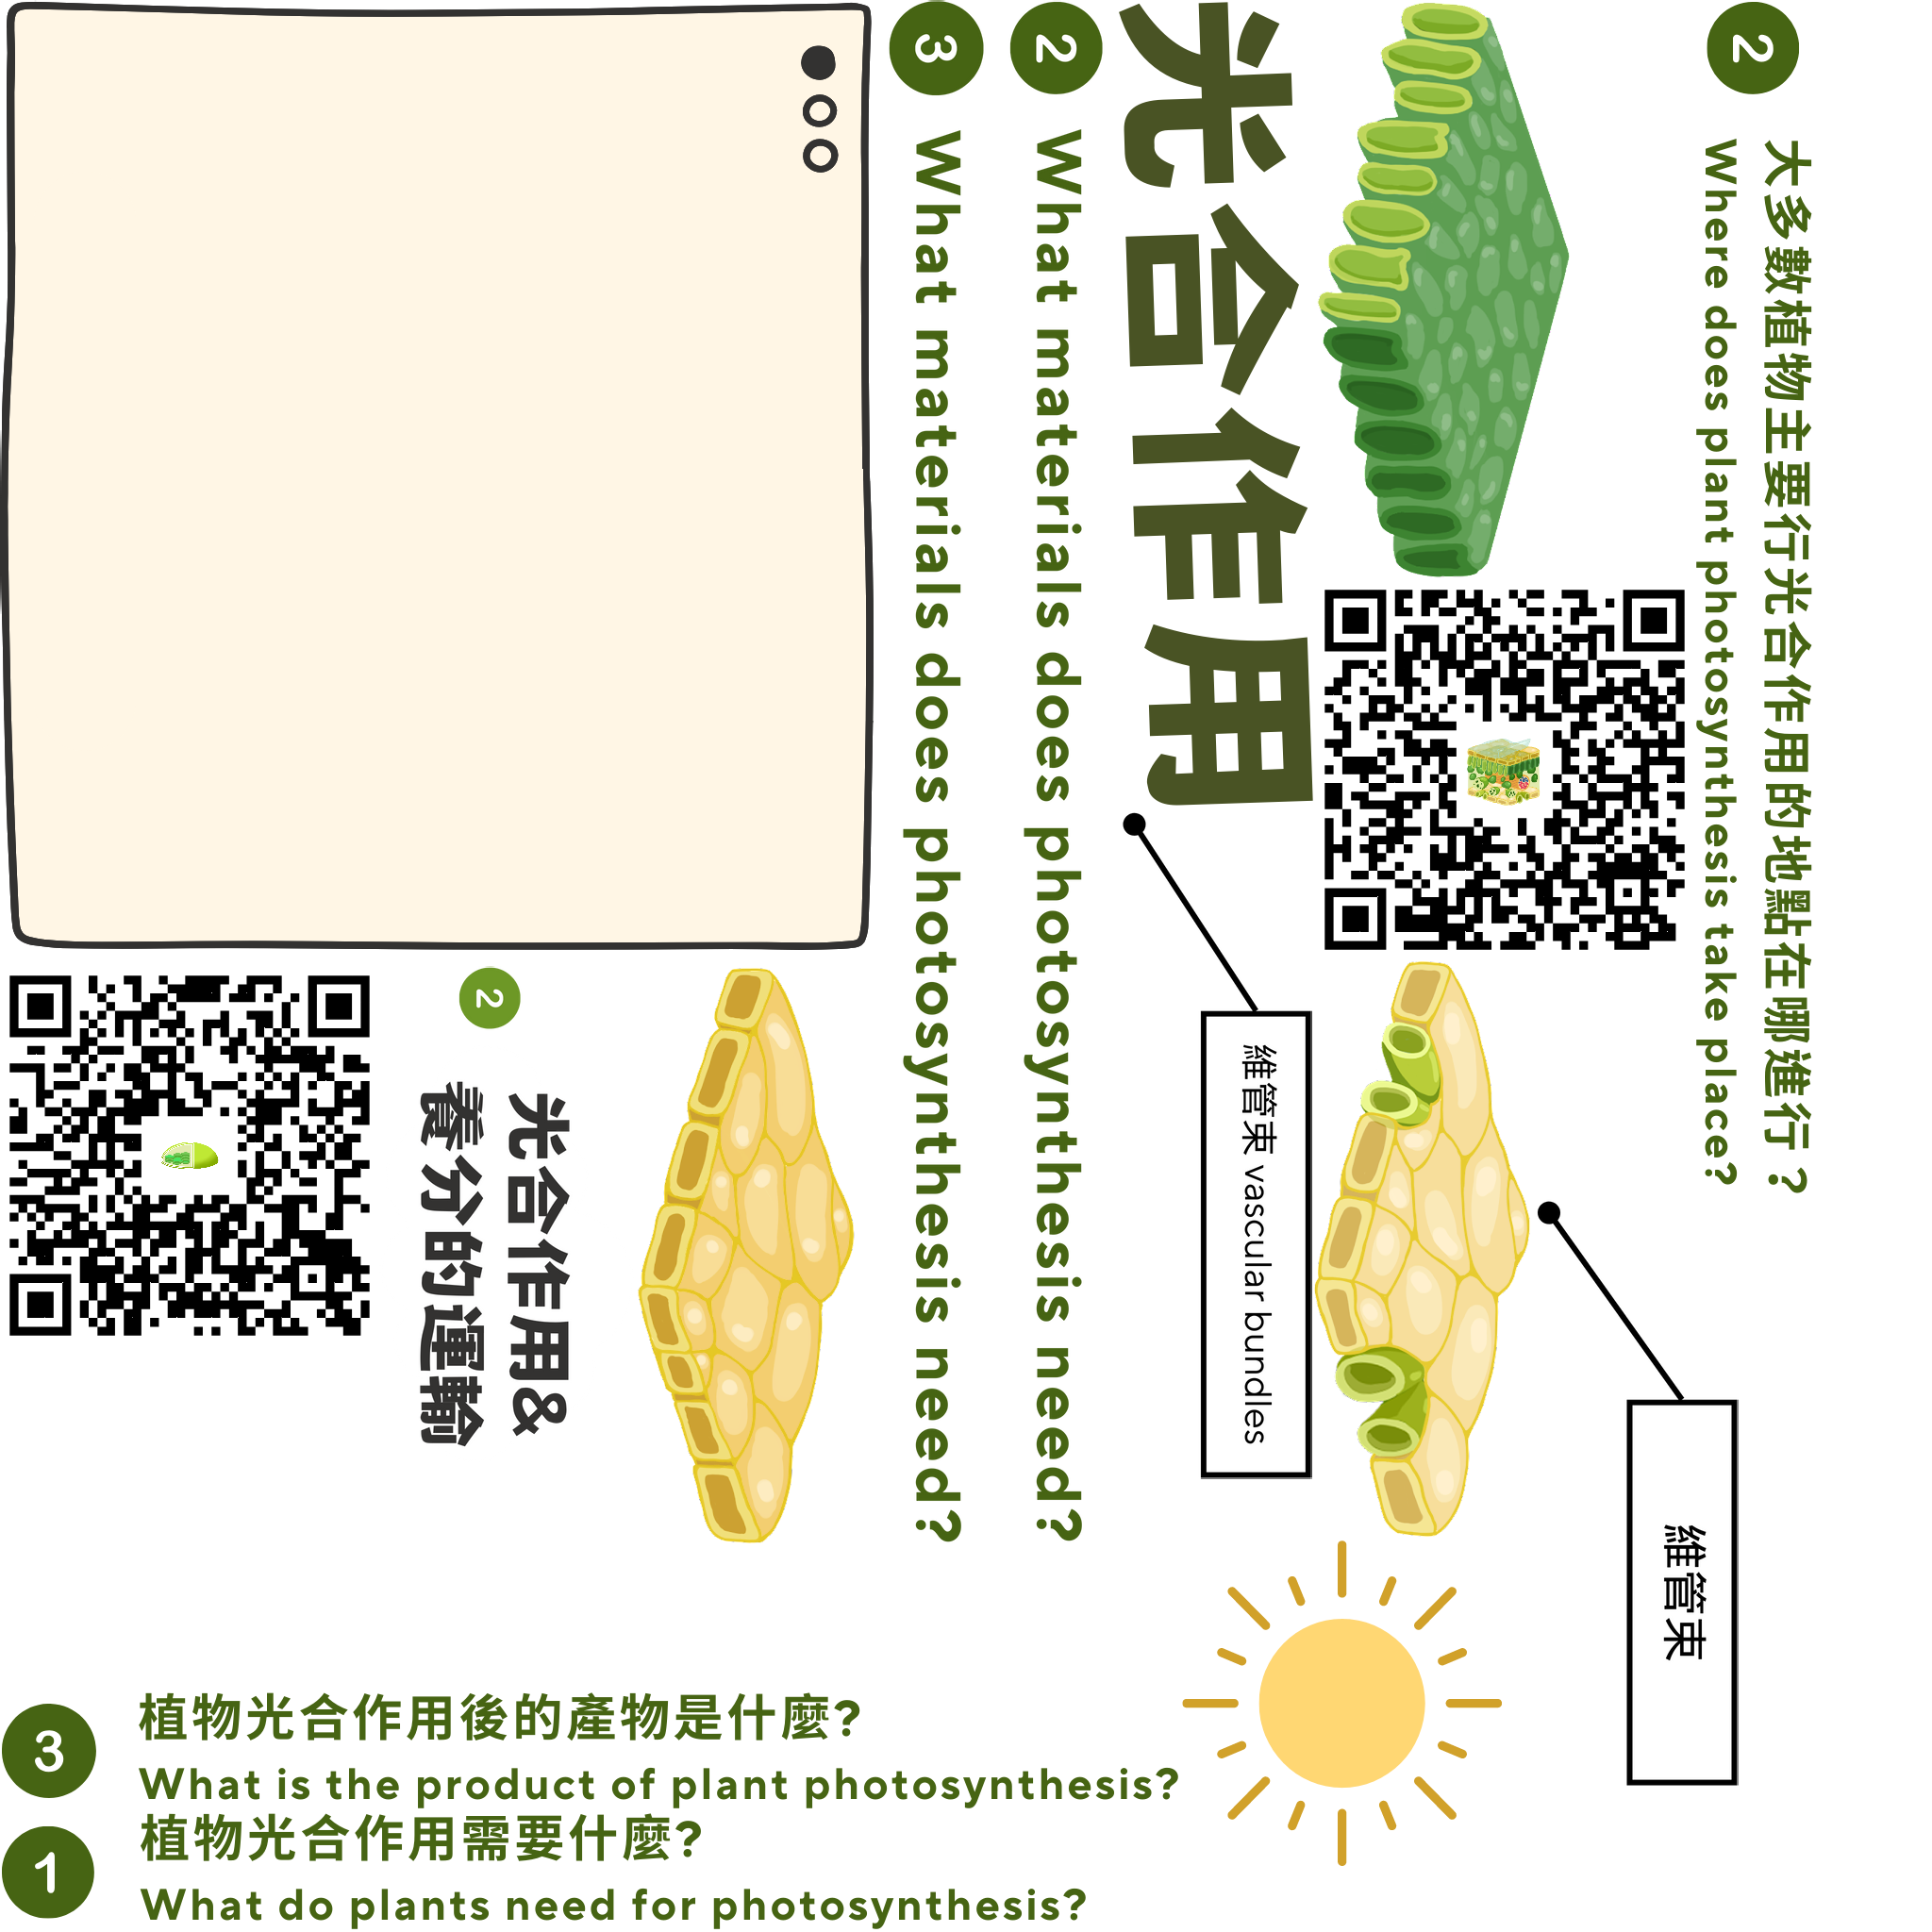 2
大多數植物主要行光合作用的地點在哪進行？
Where does plant photosynthesis take place?
光合作用
2
What materials does photosynthesis need?
3
What materials does photosynthesis need?
維管束 vascular bundles
維管束
2
光合作用&
養分的運輸
3
植物光合作用後的產物是什麼?
What is the product of plant photosynthesis?
1
植物光合作用需要什麼?
What do plants need for photosynthesis?